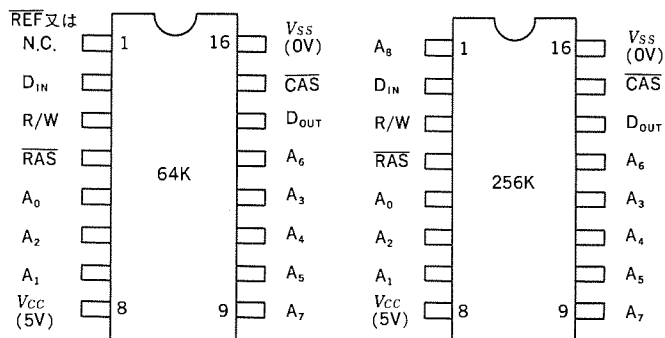 REF又は
N.C. 1 16 VSS (0V)
DIN CAS
R/W DOUT
RAS A6
64K
A0 A3
A2 A4
A1 A5
VCC (5V) 8 9 A7
A8 1 16 VSS (0V)
DIN CAS
R/W DOUT
RAS A6
256K
A0 A3
A2 A4
A1 A5
VCC (5V) 8 9 A7